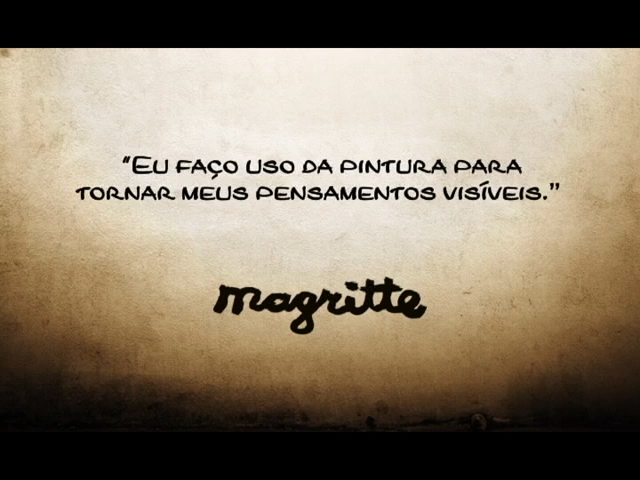 “Eu faço uso da pintura para
tornar meus pensamentos visíveis.”
magritte